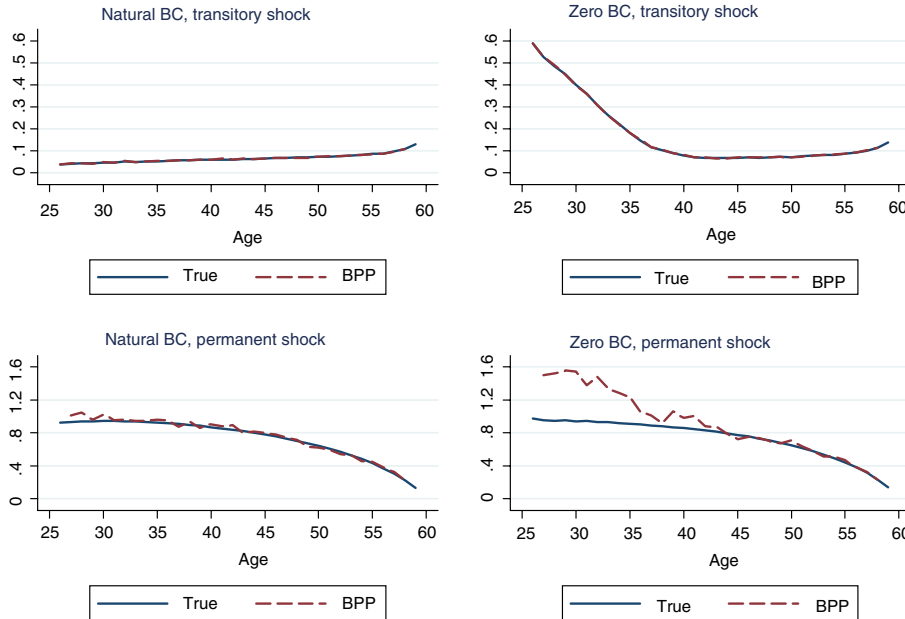 Natural BC, transitory shock
Zero BC, transitory shock
.6
.5
.4
.3
.2
.1
0
25 30 35 40 45 50 55 60
Age
True BPP
.6
.5
.4
.3
.2
.1
0
25 30 35 40 45 50 55 60
Age
True BPP
Natural BC, permanent shock
Zero BC, permanent shock
1.6
1.2
.8
.4
0
25 30 35 40 45 50 55 60
Age
True BPP
1.6
1.2
.8
.4
0
25 30 35 40 45 50 55 60
Age
True BPP